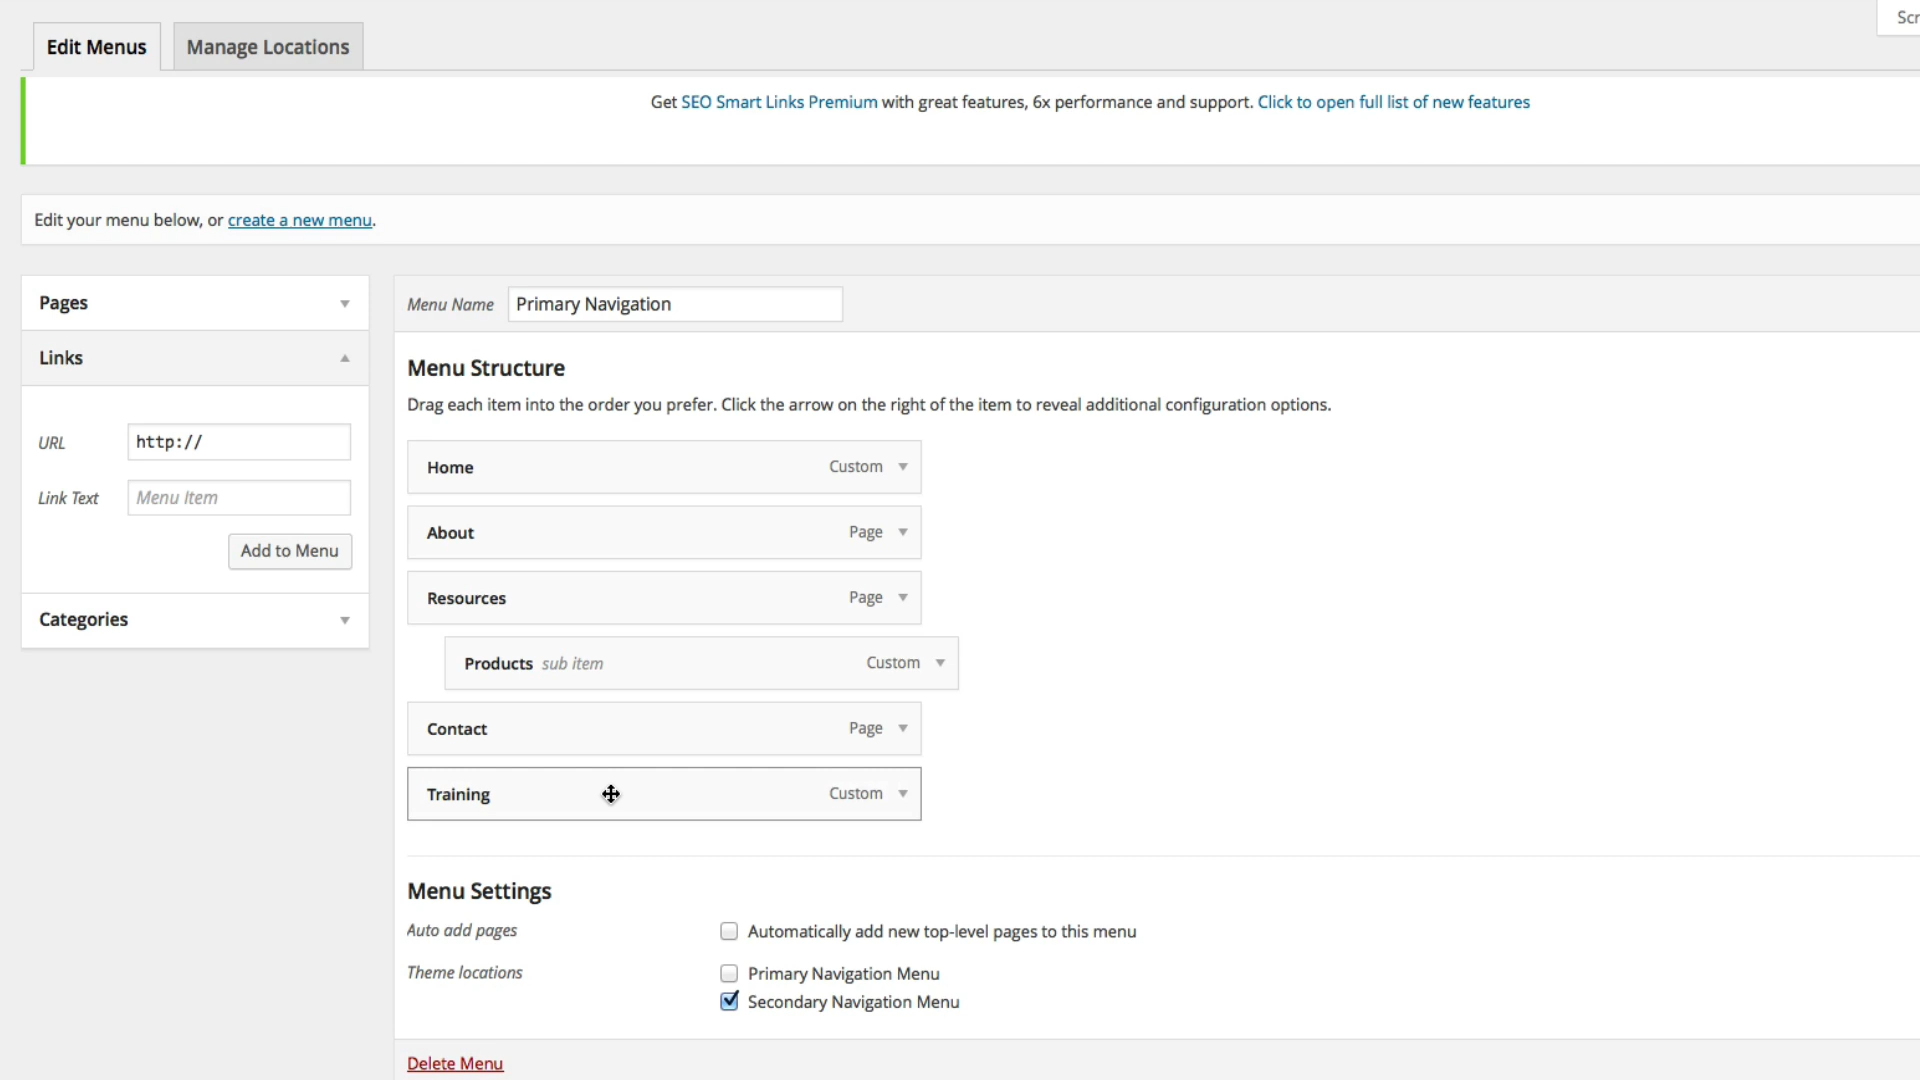 Scr
Edit Menus
Manage Locations
Get SEO Smart Links Premium with great features, 6x performance and support. Click to open full list of new features
Edit your menu below, or create a new menu.
Pages
Links
URL
http://
Link Text
Menu Item
Add to Menu
Categories
Menu Name
Primary Navigation
Menu Structure
Drag each item into the order you prefer. Click the arrow on the right of the item to reveal additional configuration options.
Home Custom
About Page
Resources Page
Products sub item Custom
Contact Page
Training Custom
Menu Settings
Auto add pages
Automatically add new top-level pages to this menu
Theme locations
Primary Navigation Menu
Secondary Navigation Menu
Delete Menu